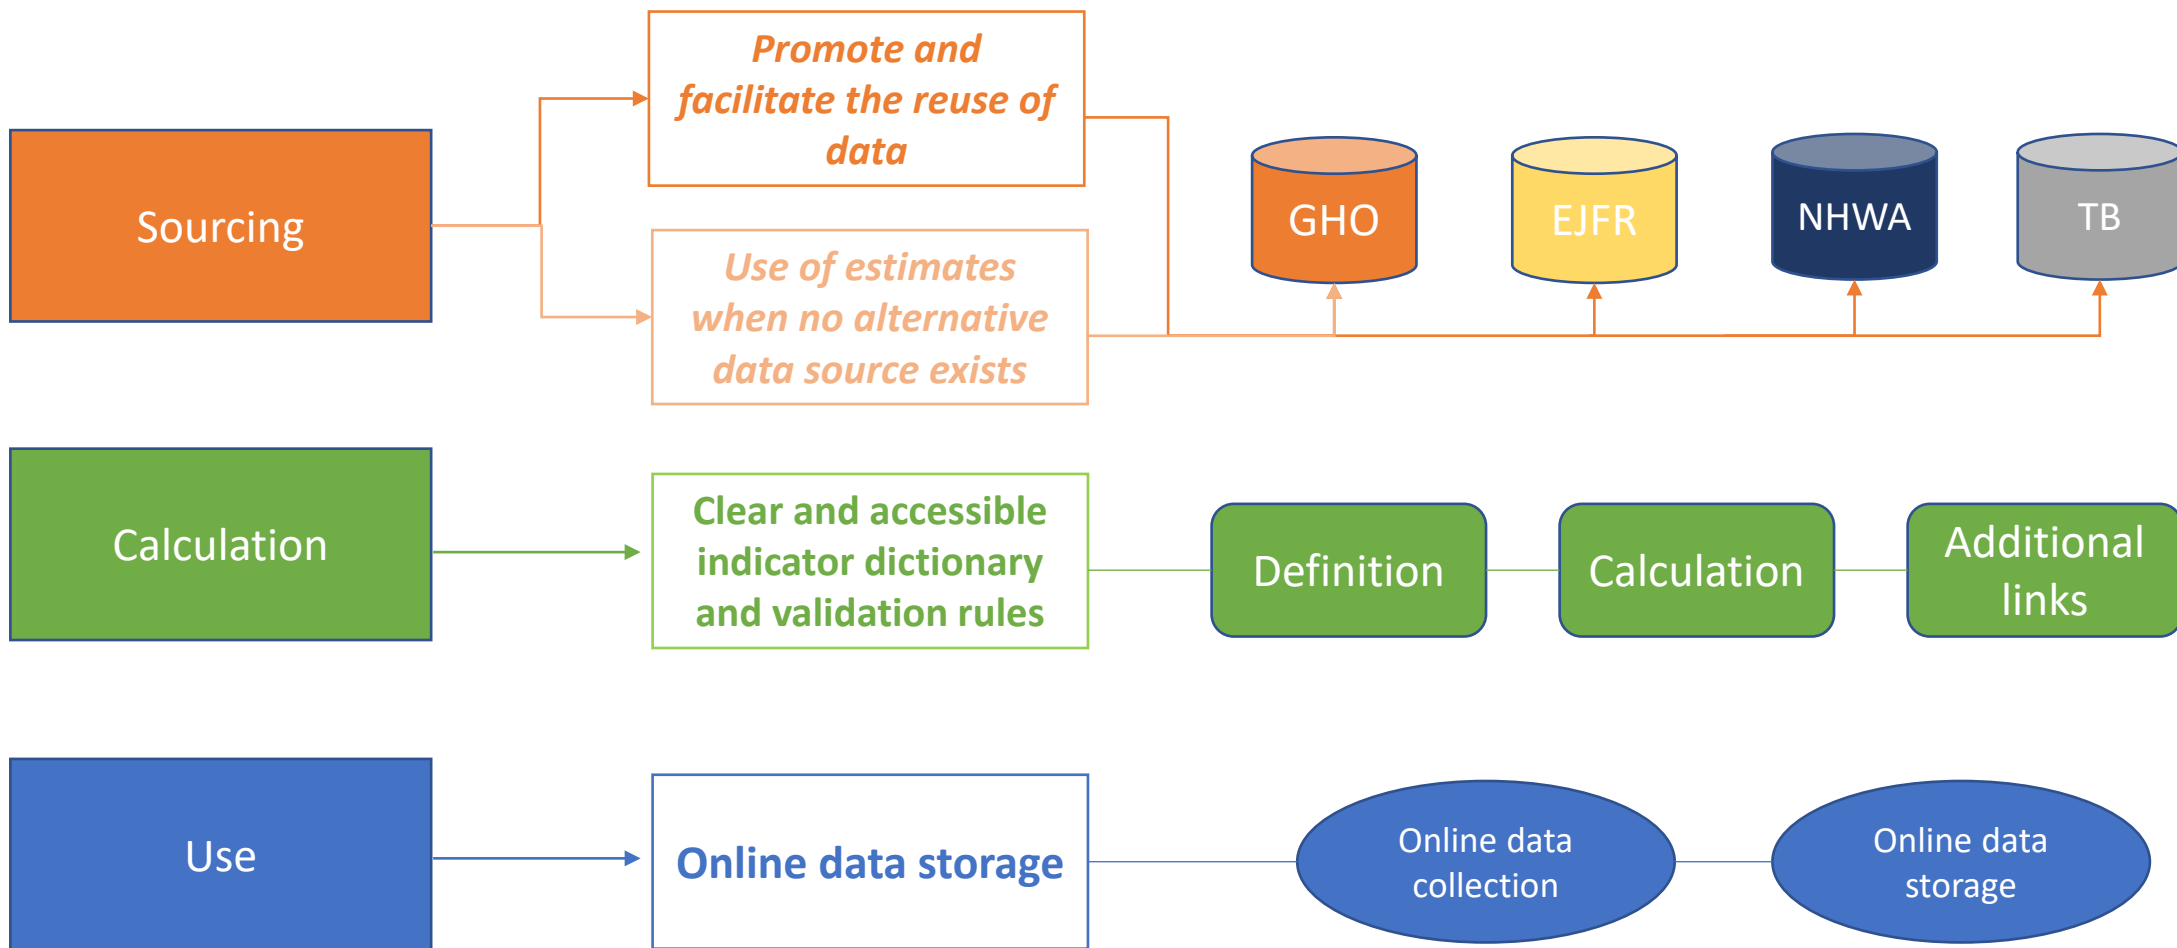 Sourcing
Promote and
facilitate the reuse of
data
Use of estimates
when no alternative
data source exists
GHO
EJFR
NHWA
TB
Calculation
Clear and accessible
indicator dictionary
and validation rules
Definition
Calculation
Additional
links
Use
Online data storage
Online data
collection
Online data
storage